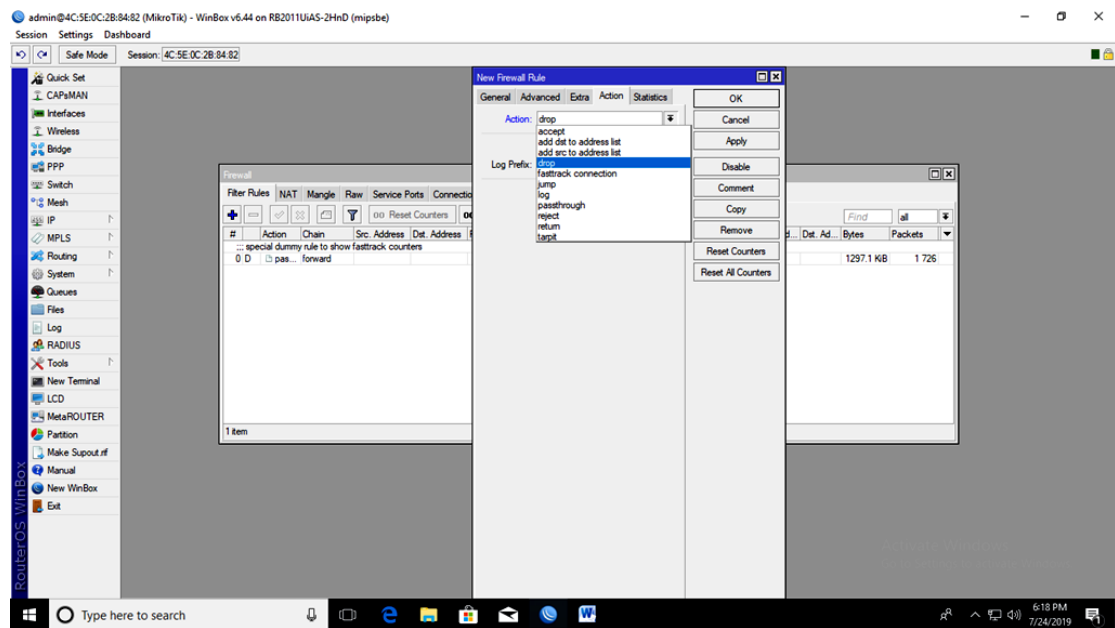 admin@4C:5E:0C:2B:84:82 (MikroTik) - WinBox v6.44 on RB2011UiAS-2HnD (mipsbe)
Session Settings Dashboard
Safe Mode Session: 4C:5E:0C:2B:84:82
Quick Set
CAPsMAN
Interfaces
Wireless
Bridge
PPP
Switch
Mesh
IP
MPLS
Routing
System
Queues
Files
Log
RADIUS
Tools
New Terminal
LCD
MetaROUTER
Partition
Make Supout.rif
Manual
New WinBox
Exit
RouterOS WinBox
Firewall
Filter Rules NAT Mangle Raw Service Ports
00 Reset Counters
Find all
# Action Chain Src. Address Dst. Address
Dst. Ad... Bytes Packets
::: special dummy rule to show fasttrack counters
0 D pas... forward 1297.1 KiB 1 726
1 item
New Firewall Rule
General Advanced Extra Action Statistics
Action: drop
accept
add dst to address list
add src to address list
drop
fasttrack connection
jump
log
passthrough
reject
return
tarpit
Log Prefix:
OK
Cancel
Apply
Disable
Comment
Copy
Remove
Reset Counters
Reset All Counters
Activate Windows
Type here to search
6:18 PM
7/24/2019